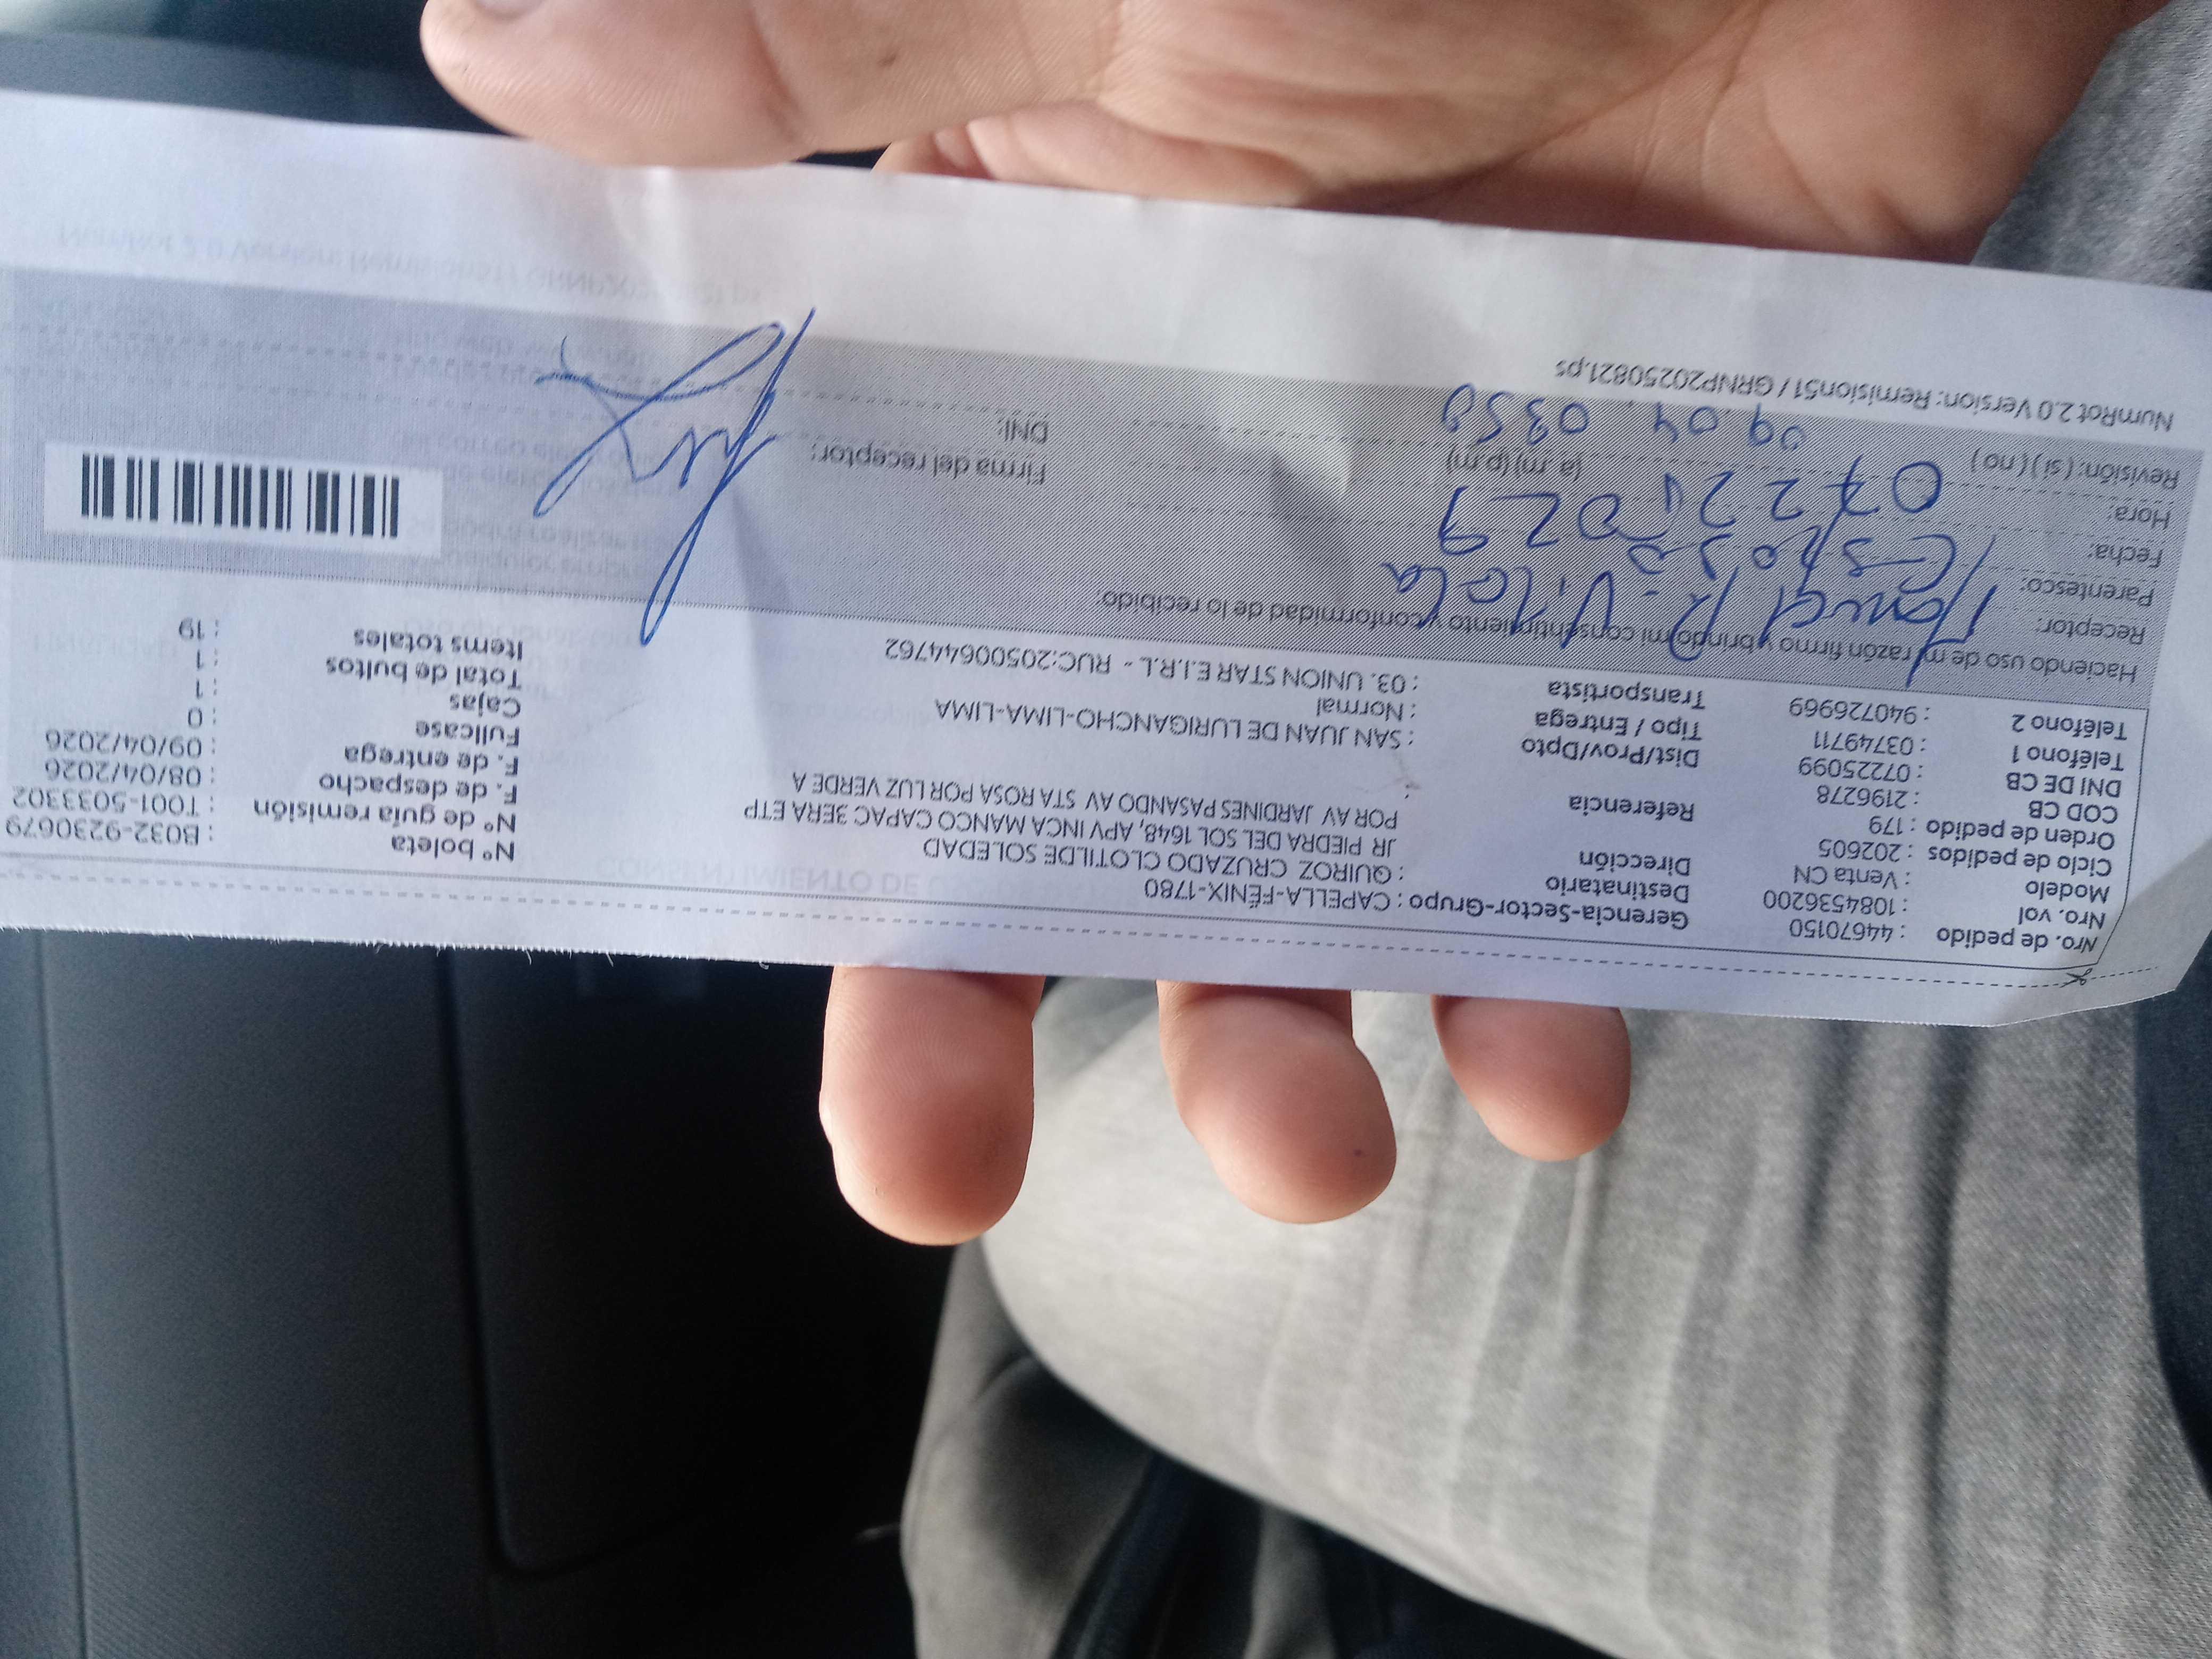 Nro. de pedido : 44670150
Nro. vol : 1084536200
Modelo : Venta CN
Ciclo de pedidos : 202605
Orden de pedido : 179
COD CB : 2196278
DNI DE CB : 07225099
Teléfono 1 : 03749711
Teléfono 2 : 940726969
Gerencia-Sector-Grupo : CAPELLA-FÉNIX-1780
Destinatario : QUIROZ CRUZADO CLOTILDE SOLEDAD
Dirección JR PIEDRA DEL SOL 1648, APV INCA MANCO CAPAC 3ERA ETP
POR AV JARDINES PASANDO AV STA ROSA POR LUZ VERDE A
Referencia :
Dist/Prov/Dpto : SAN JUAN DE LURIGANCHO-LIMA-LIMA
Tipo / Entrega : Normal
Transportista : 03. UNION STAR E.I.R.L - RUC:20500644762
Nº boleta : B032-9230679
Nº de guía remisión : T001-5033302
F. de despacho : 08/04/2026
F. de entrega : 09/04/2026
Fullcase : 0
Cajas : 1
Total de bultos : 1
Items totales : 19
Haciendo uso de mi razón firmo y brindo mi consentimiento y conformidad de lo recibido:
Receptor: Manuel R. Vilela
Parentesco: Esposo
Fecha:
Hora: (a .m) (p.m)
Revisión: ( si ) ( no ) 09.04.
Firma del receptor:
DNI:
NumRot 2.0 Version: Remision51 / GRNP20250821.ps